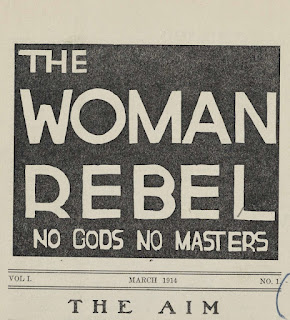 THE
WOMAN
REBEL
NO GODS NO MASTERS
VOL I. MARCH 1914 NO. 1.
THE AIM